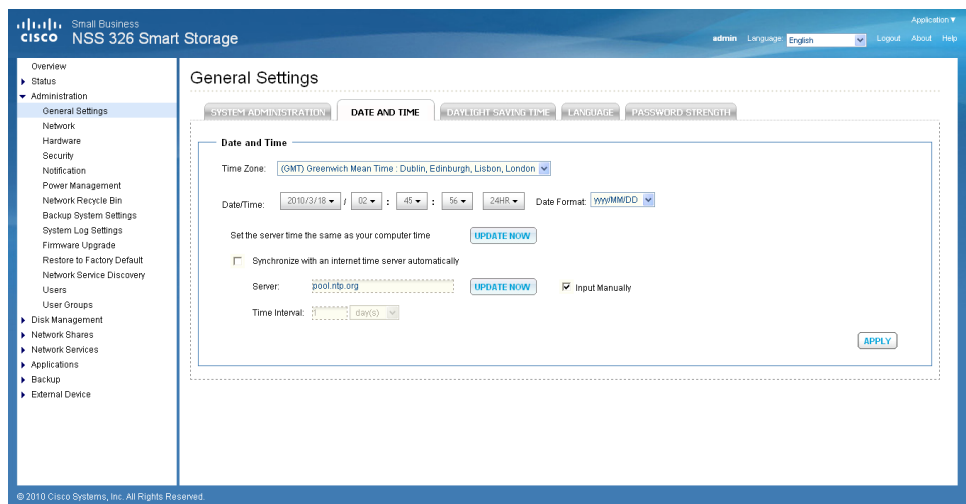 Small Business
CISCO NSS 326 Smart Storage
Application ▼
admin Language: English Logout About Help
Overview
Status
Administration
General Settings
Network
Hardware
Security
Notification
Power Management
Network Recycle Bin
Backup System Settings
System Log Settings
Firmware Upgrade
Restore to Factory Default
Network Service Discovery
Users
User Groups
Disk Management
Network Shares
Network Services
Applications
Backup
External Device
General Settings
SYSTEM ADMINISTRATION DATE AND TIME DAYLIGHT SAVING TIME LANGUAGE PASSWORD STRENGTH
Date and Time
Time Zone: (GMT) Greenwich Mean Time : Dublin, Edinburgh, Lisbon, London
Date/Time: 2010/3/18 / 02 : 45 : 56 24HR Date Format: yyyy/MM/DD
Set the server time the same as your computer time UPDATE NOW
Synchronize with an internet time server automatically
Server: pool.ntp.org UPDATE NOW Input Manually
Time Interval: 1 day(s)
APPLY
© 2010 Cisco Systems, Inc. All Rights Reserved.